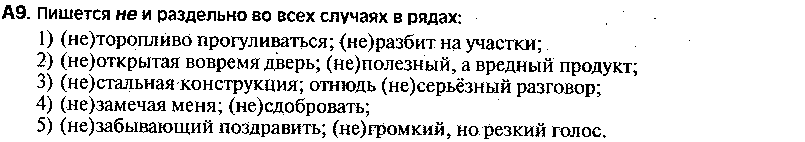 А9. Пишется не и раздельно во всех случаях в рядах:
1) (не)торопливо прогуливаться; (не)разбит на участки;
2) (не)открытая вовремя дверь; (не)полезный, а вредный продукт;
3) (не)стальная конструкция; отнюдь (не)серьёзный разговор;
4) (не)замечая меня; (не)сдобровать;
5) (не)забывающий поздравить; (не)громкий, но резкий голос.